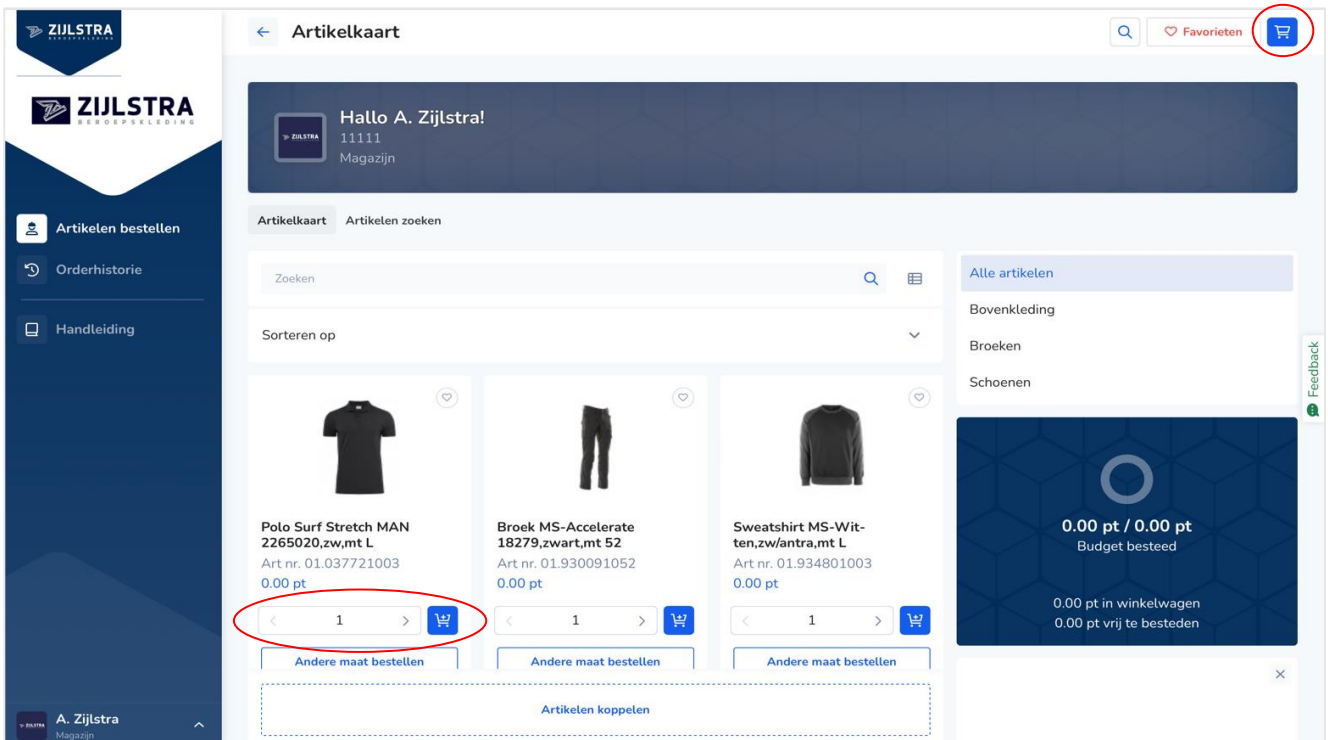 ZIJLSTRA
BEROEPSKLEDING
ZIJLSTRA
BEROEPSKLEDING
Artikelen bestellen
Orderhistorie
Handleiding
A. Zijlstra
Magazijn
Artikelkaart
Favorieten
ZIJLSTRA
Hallo A. Zijlstra!
11111
Magazijn
Artikelkaart Artikelen zoeken
Zoeken
Sorteren op
Polo Surf Stretch MAN
2265020,zw,mt L
Art nr. 01.037721003
0.00 pt
1
Andere maat bestellen
Broek MS-Accelerate
18279,zwart,mt 52
Art nr. 01.930091052
0.00 pt
1
Andere maat bestellen
Sweatshirt MS-Wit-
ten,zw/antra,mt L
Art nr. 01.934801003
0.00 pt
1
Andere maat bestellen
Artikelen koppelen
Alle artikelen
Bovenkleding
Broeken
Schoenen
0.00 pt / 0.00 pt
Budget besteed
0.00 pt in winkelwagen
0.00 pt vrij te besteden
Feedback